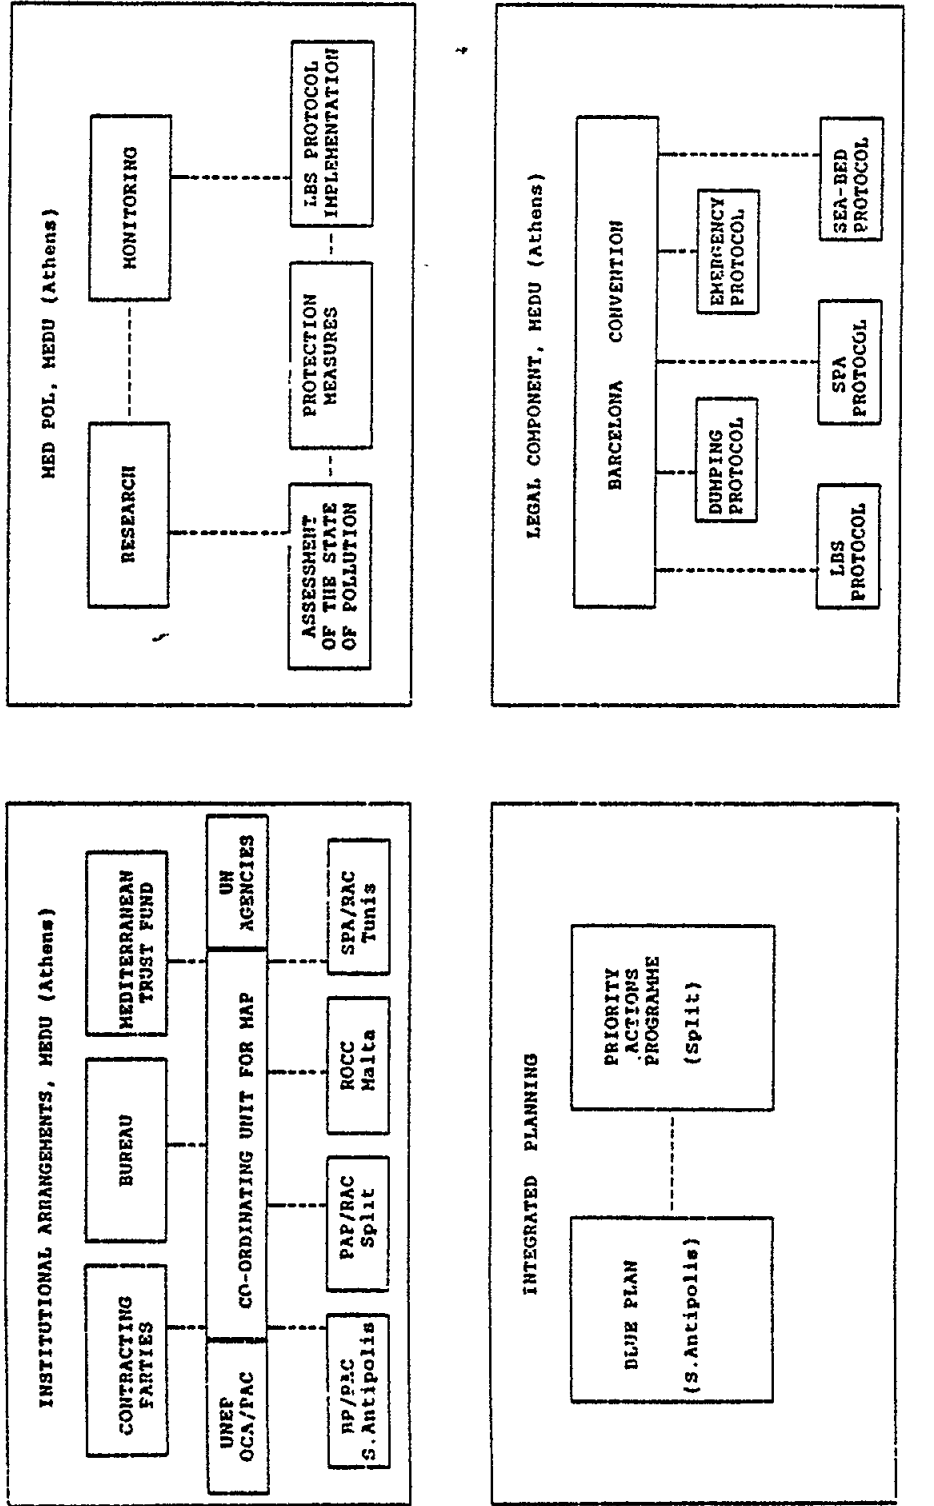 INSTITUTIONAL ARRANGEMENTS, MEDU (Athens)
CONTRACTING
PARTIES
BUREAU
MEDITERRANEAN
TRUST FUND
UNEP
OCA/PAC
CO-ORDINATING UNIT FOR MAP
UN
AGENCIES
BP/RAC
S.Antipolis
PAP/RAC
Split
ROCC
Malta
SPA/RAC
Tunis
MED POL, MEDU (Athens)
RESEARCH
MONITORING
ASSESSMENT
OF THE STATE
OF POLLUTION
PROTECTION
MEASURES
LBS PROTOCOL
IMPLEMENTATION
INTEGRATED PLANNING
BLUE PLAN
(S.Antipolis)
PRIORITY
ACTIONS
PROGRAMME
(Split)
LEGAL COMPONENT, MEDU (Athens)
BARCELONA CONVENTION
DUMPING
PROTOCOL
EMERGENCY
PROTOCOL
LBS
PROTOCOL
SPA
PROTOCOL
SEA-BED
PROTOCOL